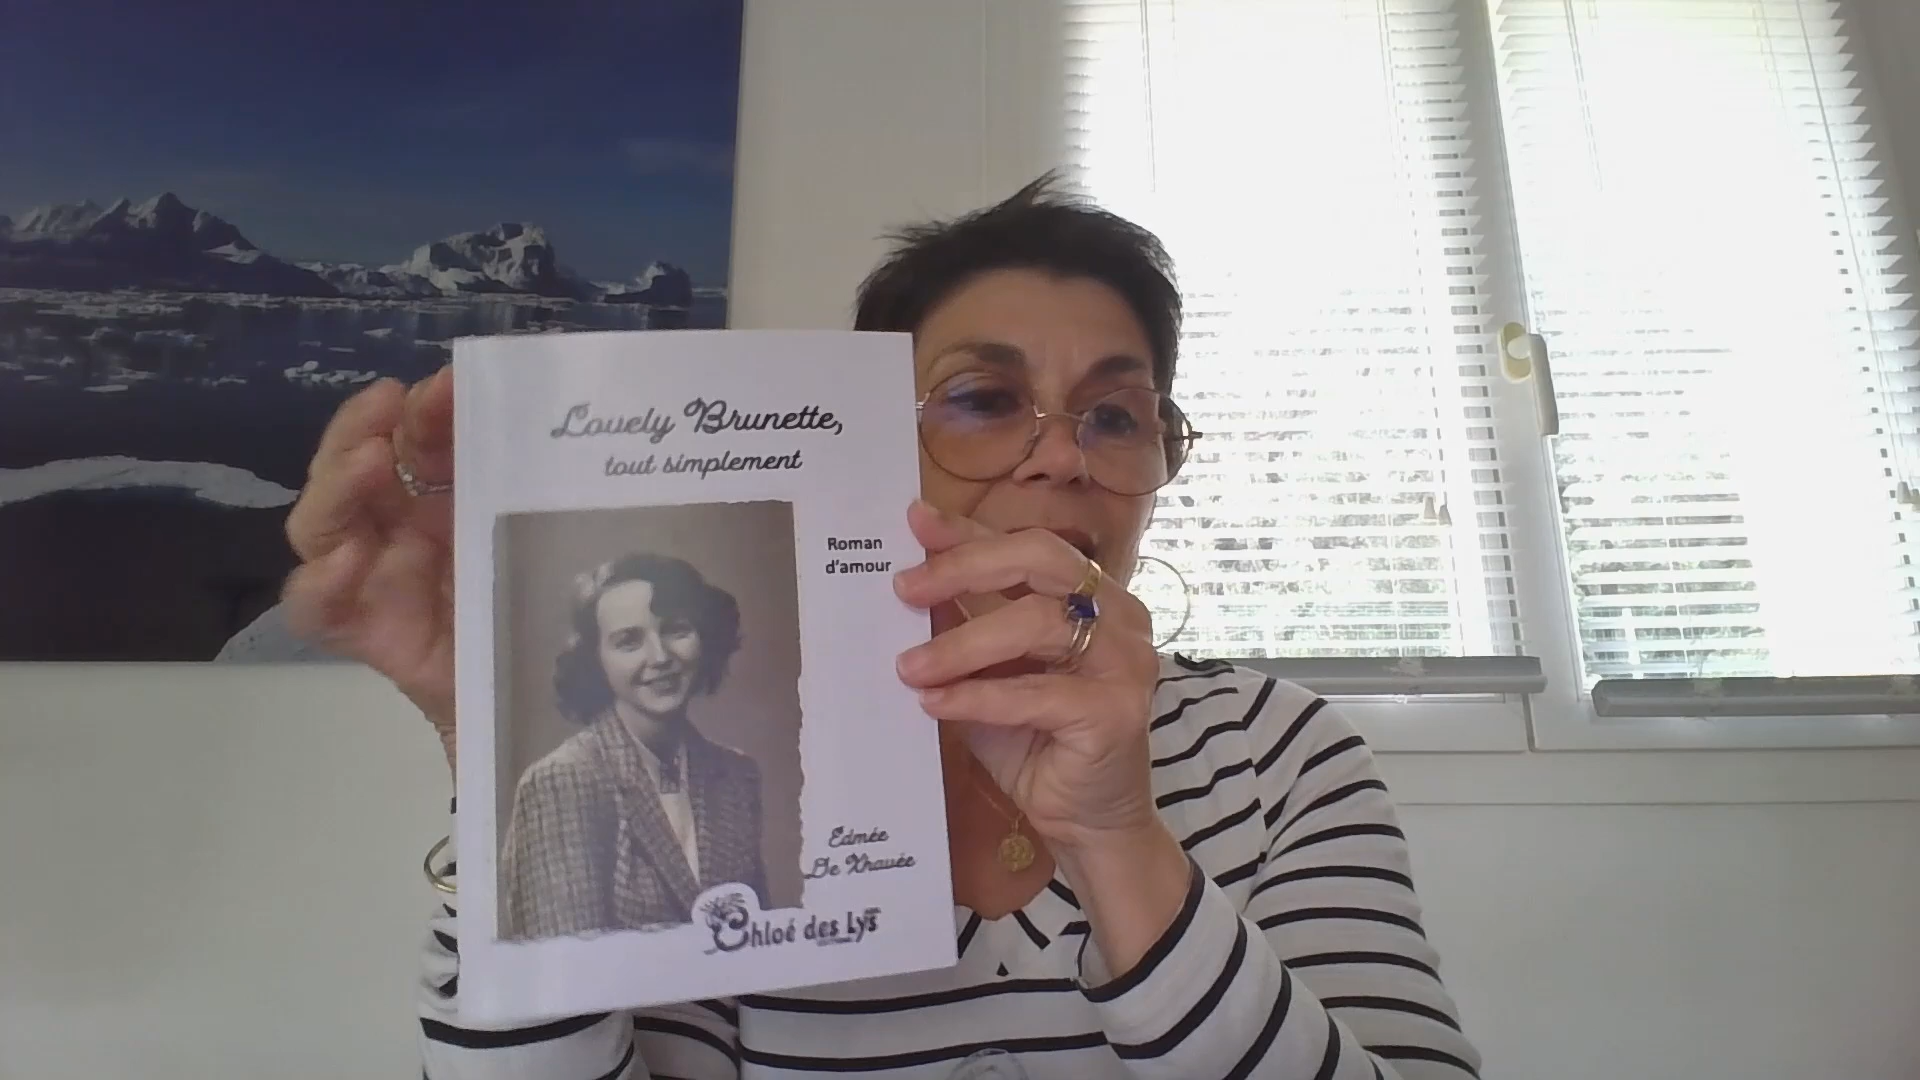 Lovely Brunette,
tout simplement
Roman
d'amour
Edmée
De Xhavée
Chloé des Lys